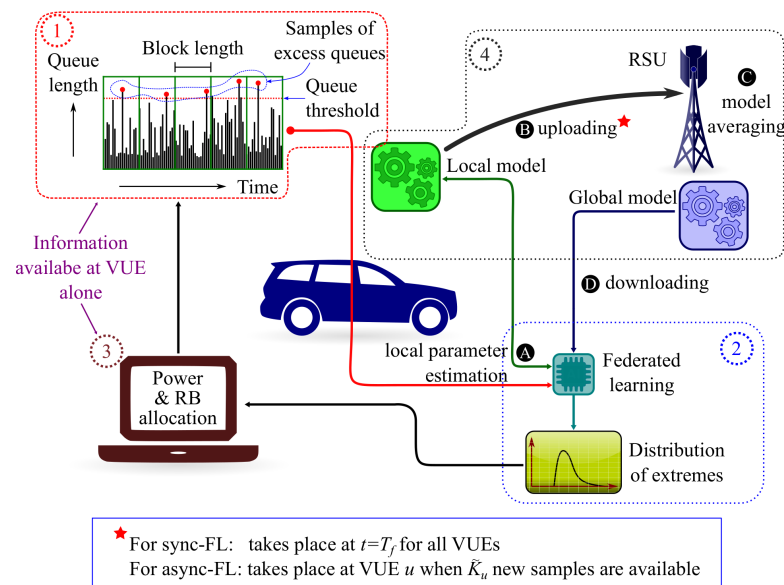 1
Queue
length
Block length
Samples of
excess queues
Queue
threshold
Time
4
RSU
C
model
averaging
B uploading
Local model
Global model
Information
availabe at VUE
alone
D downloading
3
2
local parameter
estimation
A
Federated
learning
Power
& RB
allocation
Distribution
of extremes
For sync-FL: takes place at t=T_f for all VUEs
For async-FL: takes place at VUE u when K̃_u new samples are available